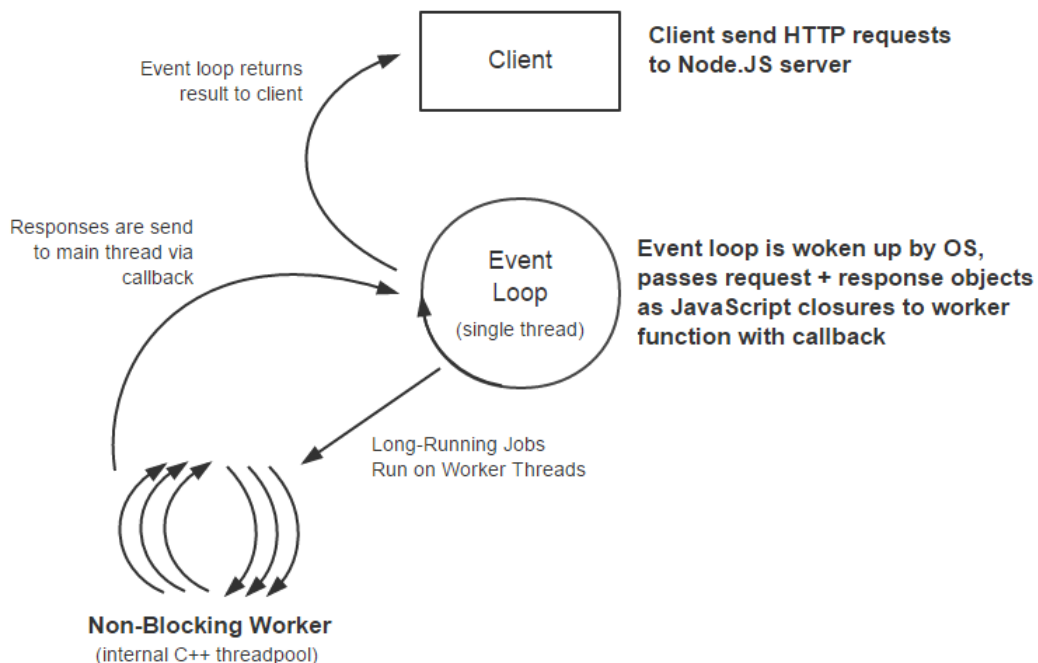 Client
Client send HTTP requests
to Node.JS server
Event loop returns
result to client
Responses are send
to main thread via
callback
Event
Loop
(single thread)
Event loop is woken up by OS,
passes request + response objects
as JavaScript closures to worker
function with callback
Long-Running Jobs
Run on Worker Threads
Non-Blocking Worker
(internal C++ threadpool)